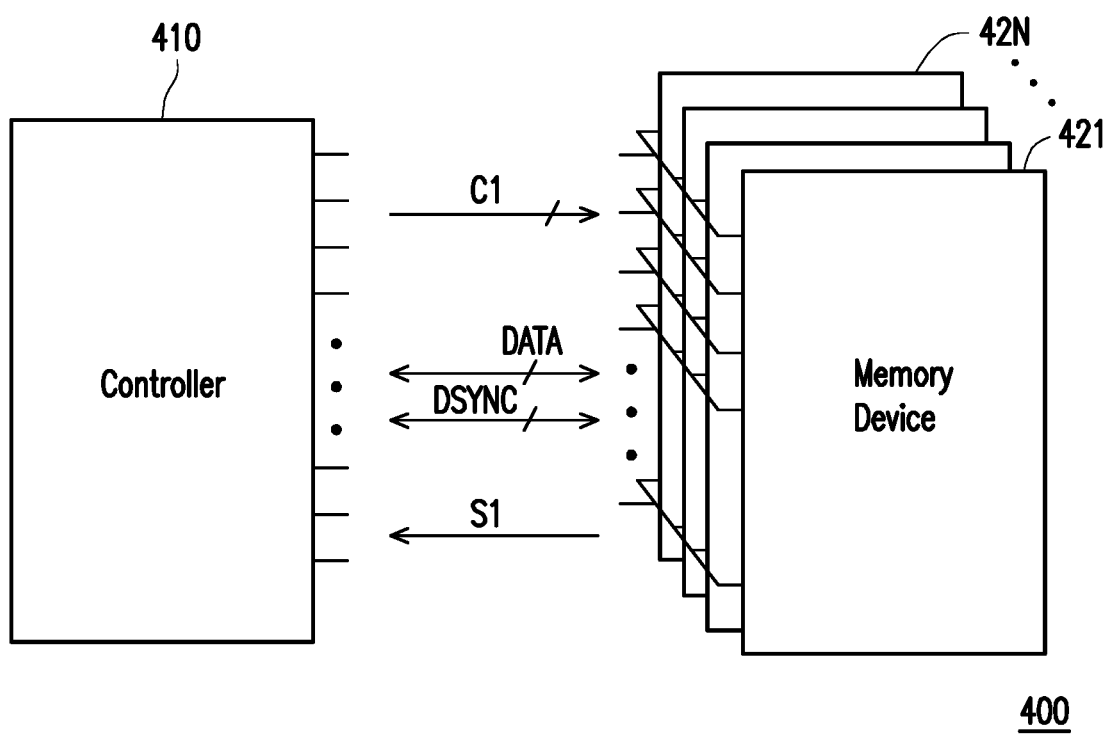 410
42N
421
C1
DATA
Controller
DSYNC
Memory
Device
S1
400